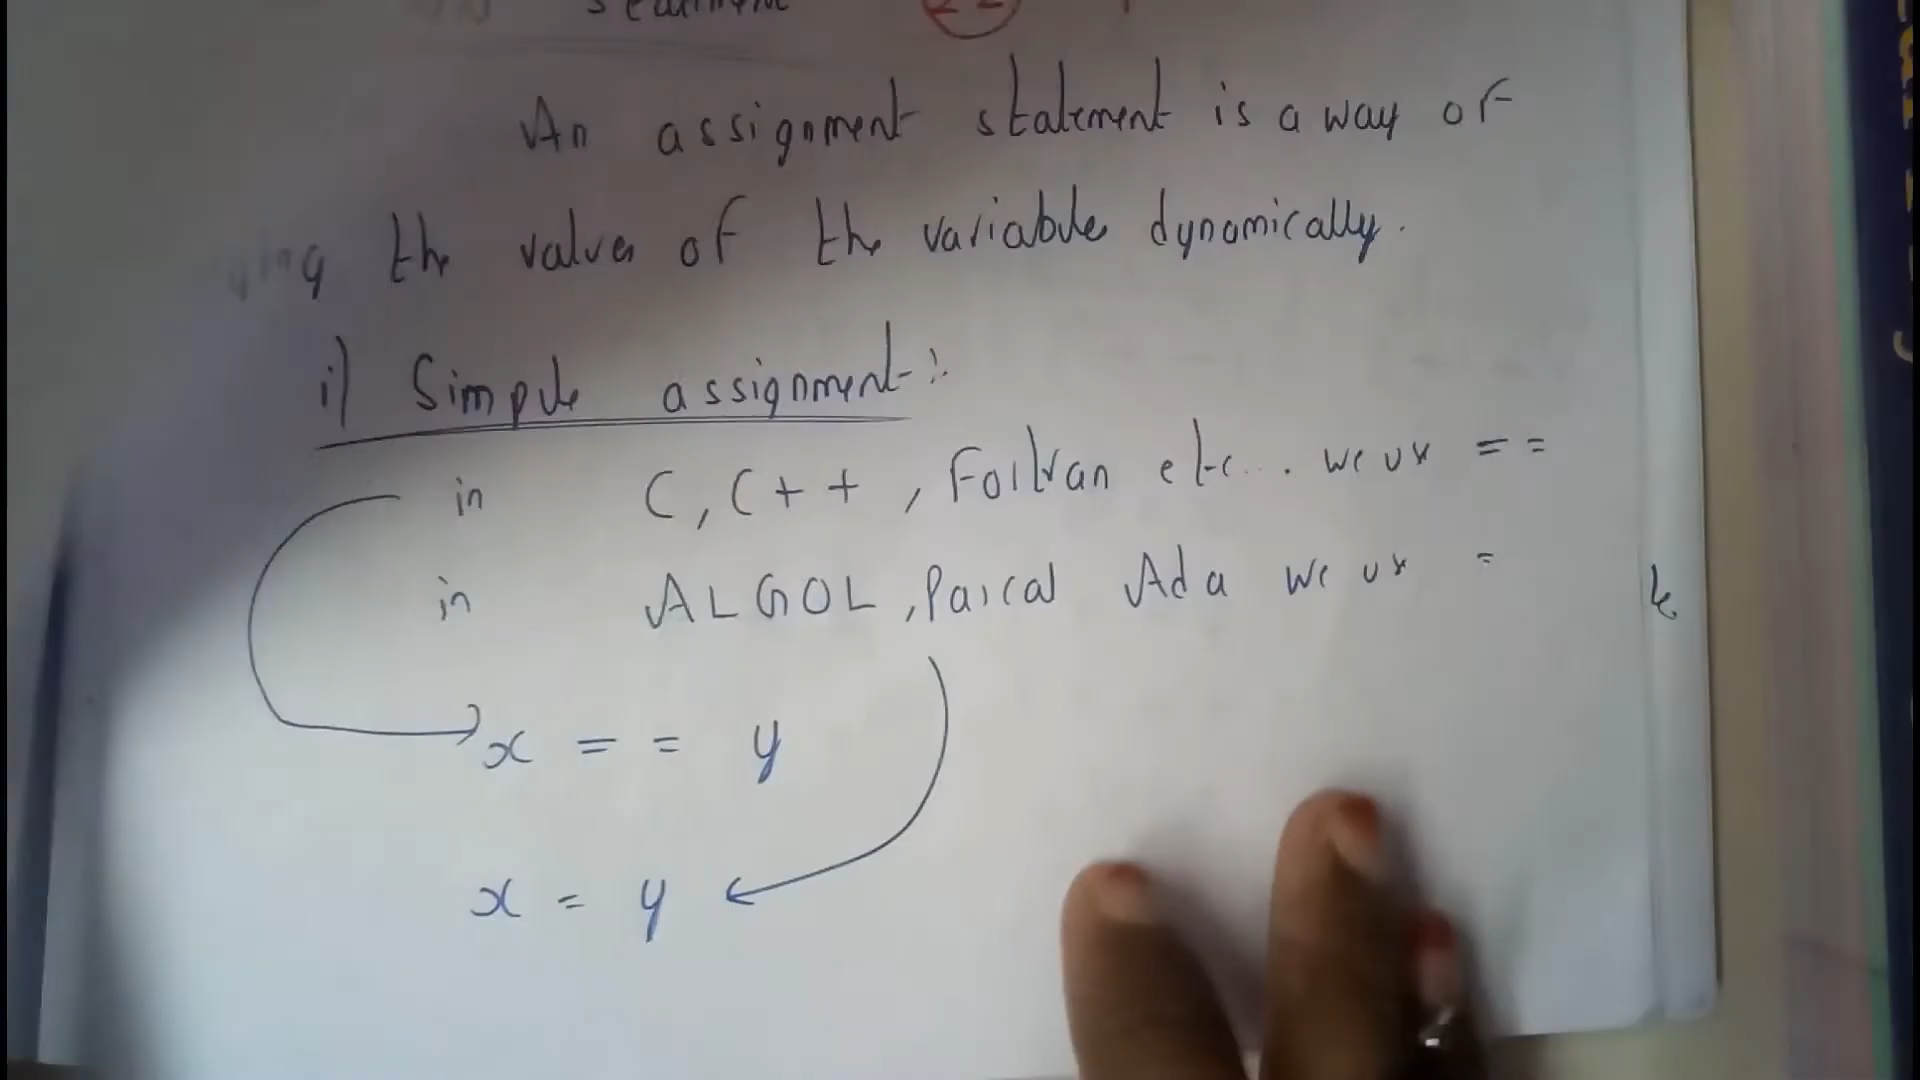 An assignment statement is a way of
the values of the variable dynamically.
i) Simple assignment :
in C, C++, Fortran etc... we use ==
in ALGOL, Pascal Ada we use =
x == y
x = y